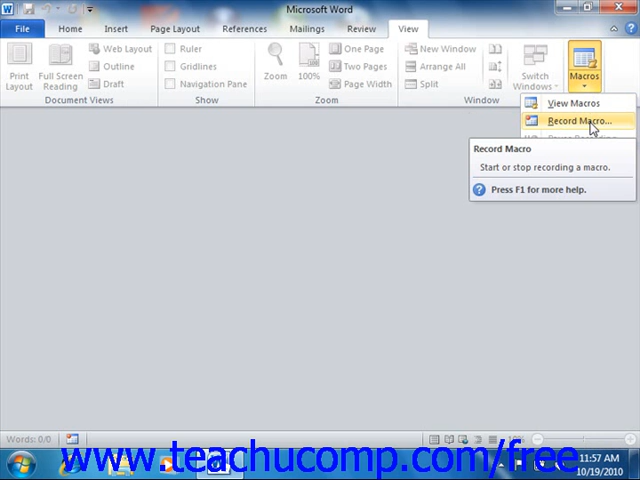 Microsoft Word
File Home Insert Page Layout References Mailings Review View
Print Layout
Full Screen Reading
Web Layout
Outline
Draft
Document Views
Ruler
Gridlines
Navigation Pane
Show
Zoom
100%
One Page
Two Pages
Page Width
Zoom
New Window
Arrange All
Split
Switch Windows
Window
Macros
View Macros
Record Macro...
Record Macro
Start or stop recording a macro.
Press F1 for more help.
Words: 0/0
11:57 AM
10/19/2010
www.teachucomp.com/free